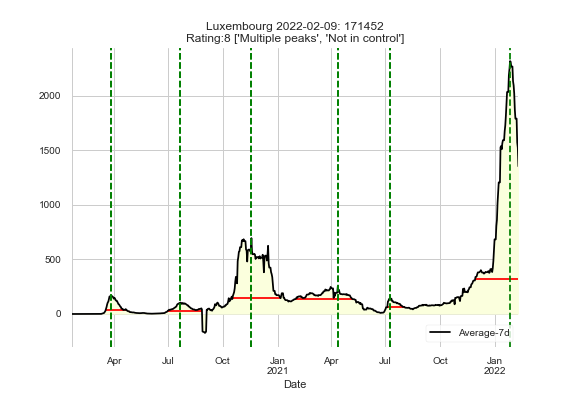 Luxembourg 2022-02-09: 171452
Rating:8 ['Multiple peaks', 'Not in control']
2000
1500
1000
500
0
Average-7d
Apr Jul Oct Jan Apr Jul Oct Jan
2021 2022
Date